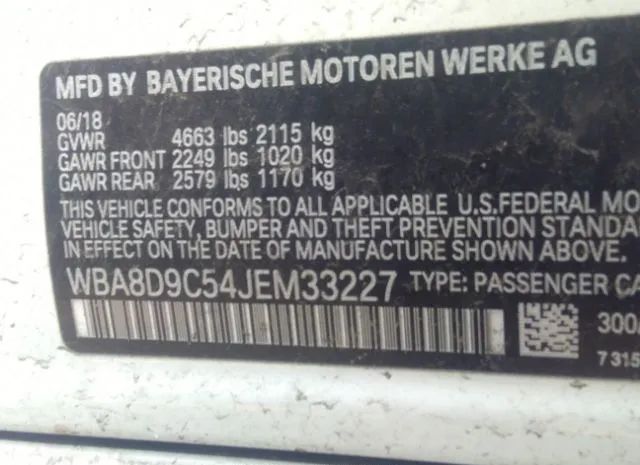 MFD BY BAYERISCHE MOTOREN WERKE AG
06/18
GVWR 4663 lbs 2115 kg
GAWR FRONT 2249 lbs 1020 kg
GAWR REAR 2579 lbs 1170 kg
THIS VEHICLE CONFORMS TO ALL APPLICABLE U.S.FEDERAL MO
VEHICLE SAFETY, BUMPER AND THEFT PREVENTION STANDA
IN EFFECT ON THE DATE OF MANUFACTURE SHOWN ABOVE.
WBA8D9C54JEM33227 TYPE: PASSENGER CA
300
7 315